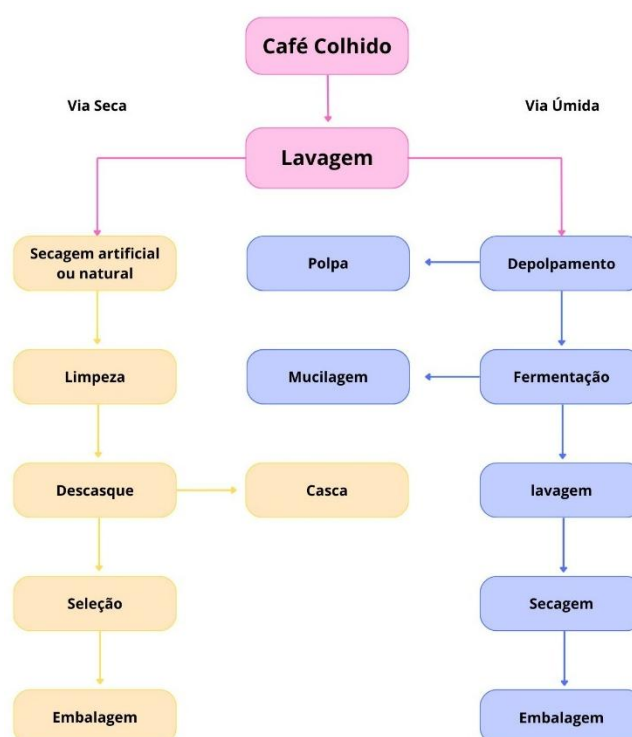 Café Colhido
Via Seca
Via Úmida
Lavagem
Secagem artificial
ou natural
Polpa
Depolpamento
Limpeza
Mucilagem
Fermentação
Descasque
Casca
lavagem
Seleção
Secagem
Embalagem
Embalagem